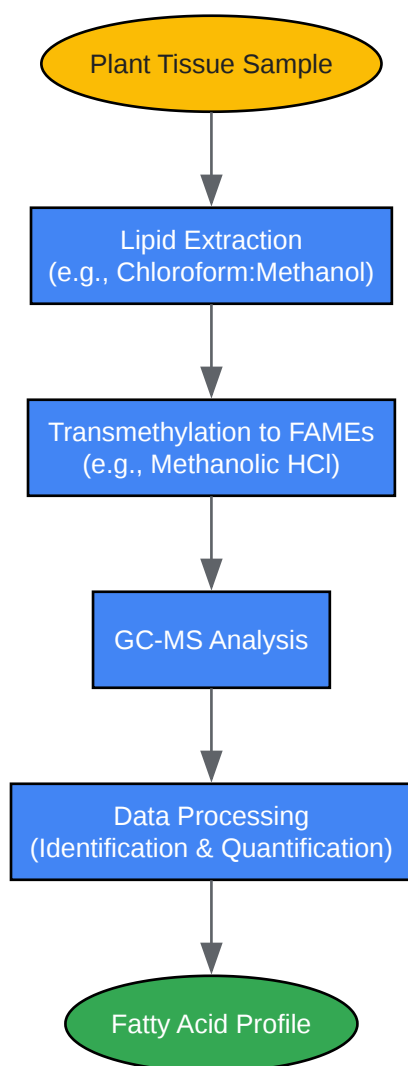 Plant Tissue Sample
Lipid Extraction
(e.g., Chloroform:Methanol)
Transmethylation to FAMEs
(e.g., Methanolic HCl)
GC-MS Analysis
Data Processing
(Identification & Quantification)
Fatty Acid Profile